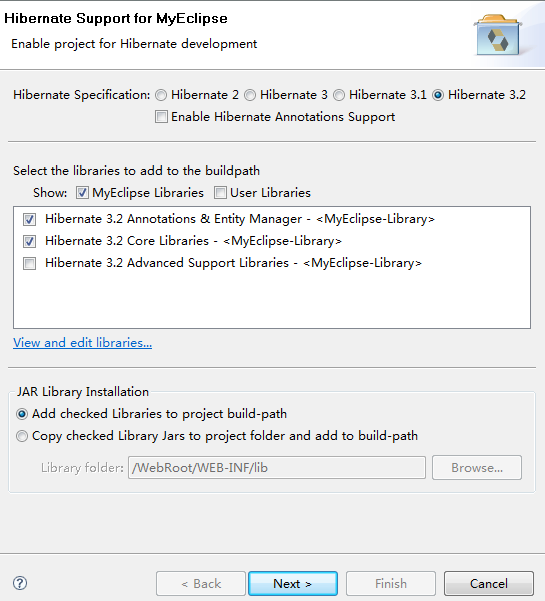 Hibernate Support for MyEclipse
Enable project for Hibernate development
Hibernate Specification: Hibernate 2 Hibernate 3 Hibernate 3.1 Hibernate 3.2
Enable Hibernate Annotations Support
Select the libraries to add to the buildpath
Show: MyEclipse Libraries User Libraries
Hibernate 3.2 Annotations & Entity Manager - <MyEclipse-Library>
Hibernate 3.2 Core Libraries - <MyEclipse-Library>
Hibernate 3.2 Advanced Support Libraries - <MyEclipse-Library>
View and edit libraries...
JAR Library Installation
Add checked Libraries to project build-path
Copy checked Library Jars to project folder and add to build-path
Library folder: /WebRoot/WEB-INF/lib Browse...
? < Back Next > Finish Cancel